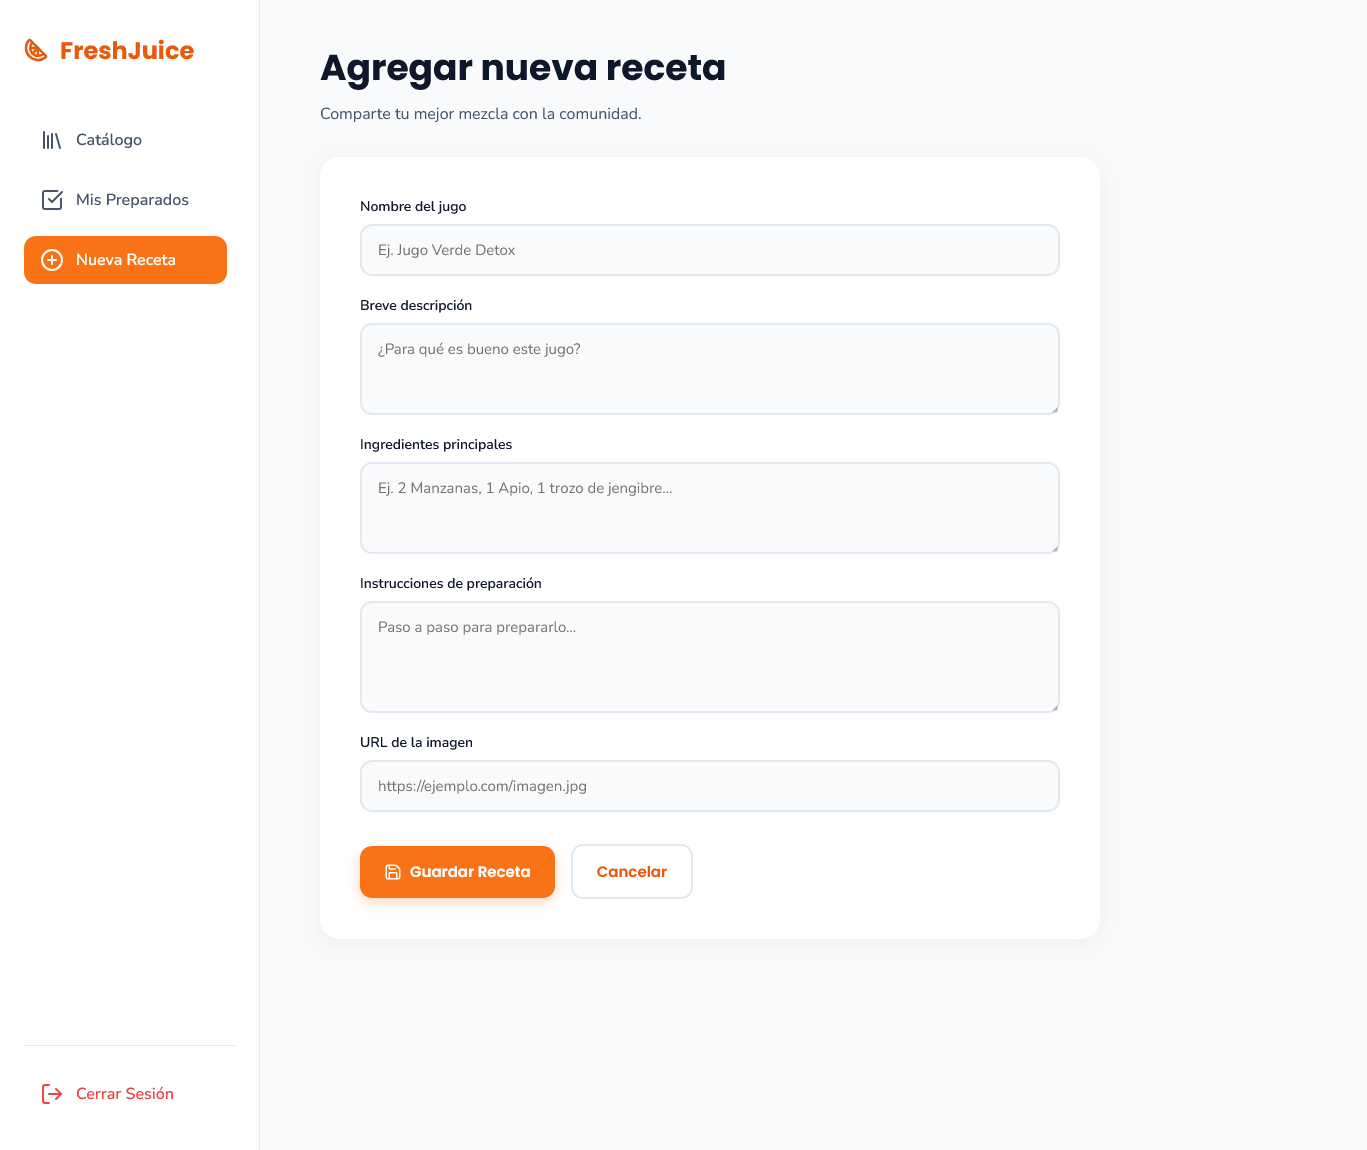 FreshJuice
Catálogo
Mis Preparados
Nueva Receta
Cerrar Sesión
Agregar nueva receta
Comparte tu mejor mezcla con la comunidad.
Nombre del jugo
Ej. Jugo Verde Detox
Breve descripción
¿Para qué es bueno este jugo?
Ingredientes principales
Ej. 2 Manzanas, 1 Apio, 1 trozo de jengibre...
Instrucciones de preparación
Paso a paso para prepararlo...
URL de la imagen
https://ejemplo.com/imagen.jpg
Guardar Receta
Cancelar